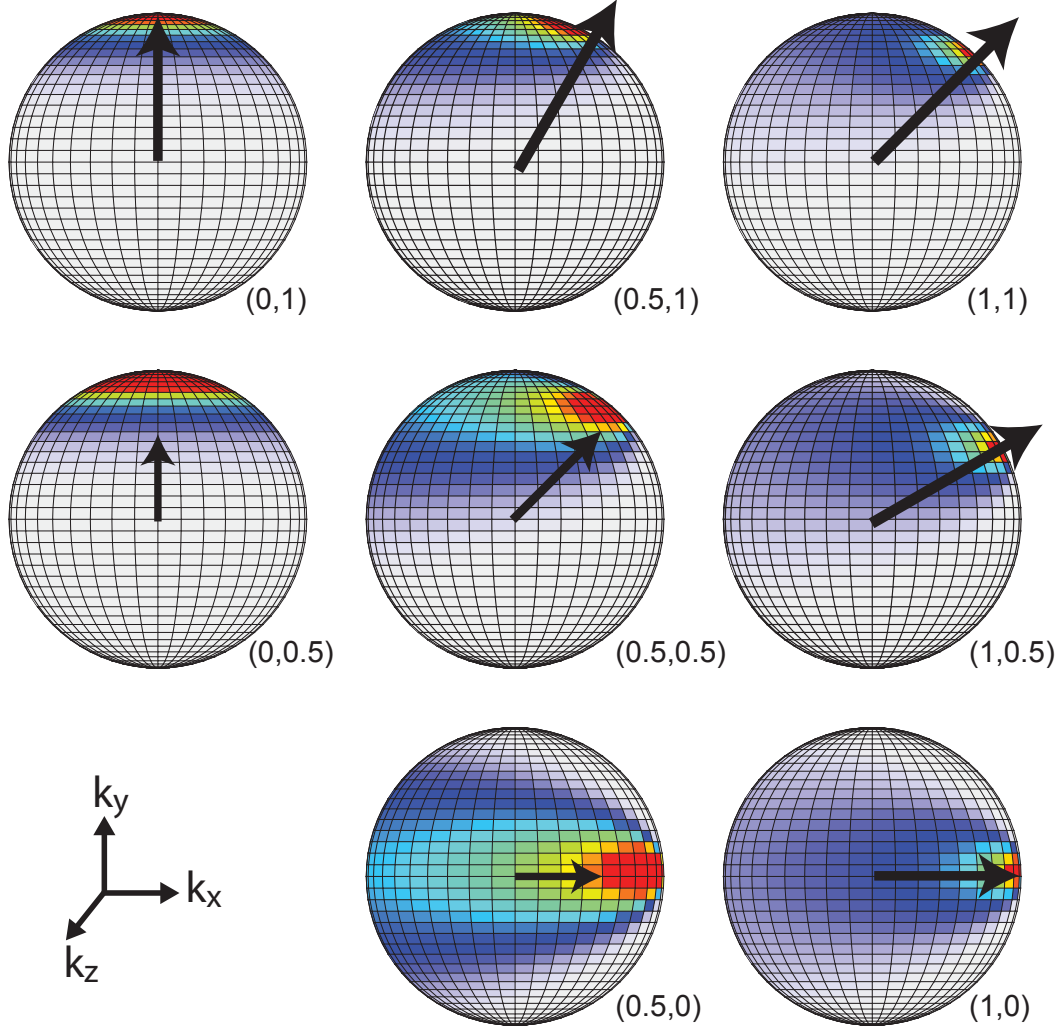 (0,1)
(0.5,1)
(1,1)
(0,0.5)
(0.5,0.5)
(1,0.5)
ky
kx
kz
(0.5,0)
(1,0)